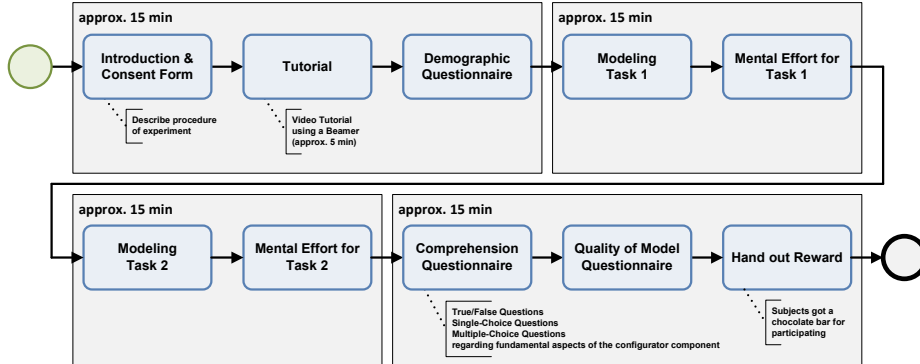 approx. 15 min
Introduction &
Consent Form
Tutorial
Demographic
Questionnaire
Describe procedure
of experiment
Video Tutorial
using a Beamer
(approx. 5 min)
approx. 15 min
Modeling
Task 1
Mental Effort for
Task 1
approx. 15 min
Modeling
Task 2
Mental Effort for
Task 2
approx. 15 min
Comprehension
Questionnaire
Quality of Model
Questionnaire
Hand out Reward
True/False Questions
Single-Choice Questions
Multiple-Choice Questions
regarding fundamental aspects of the configurator component
Subjects got a
chocolate bar for
participating